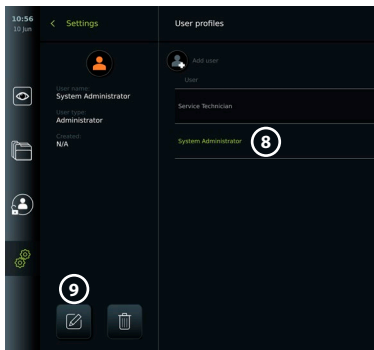 10:56
10 Jun
Settings
User profiles
Add user
User
User name:
System Administrator
User type:
Administrator
Created:
N/A
Service Technician
System Administrator
8
9